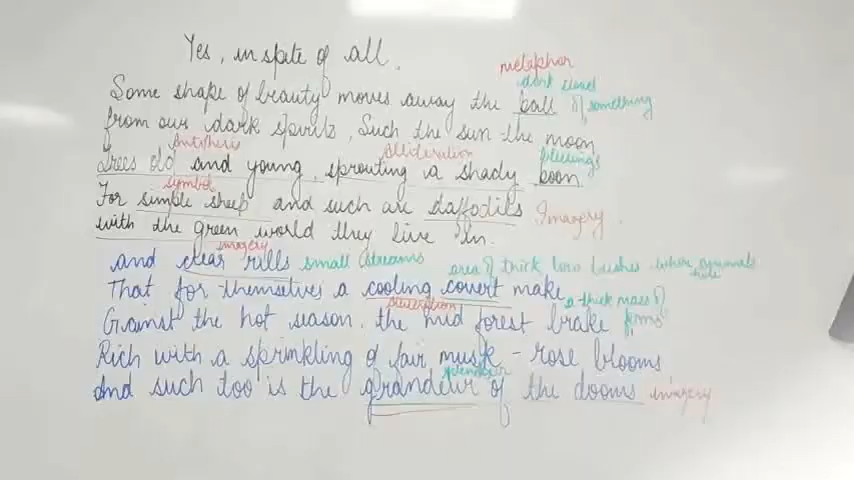 Yes, in spite of all,
metaphor
Some shape of beauty moves away the pall of something
from our dark spirits, Such the sun the moon
antithesis alliteration
Trees old and young, sprouting a shady boon
symbol
For simple sheep and such are daffodils Imagery
with the green world they live in.
imagery
and clear rills small streams area of thick low bushes where animals hide
That for themselves a cooling covert make a thick mass of
description
Gainst the hot season. the mid forest brake ferns
Rich with a sprinkling of fair musk - rose blooms
And such too is the grandeur of the dooms imagery